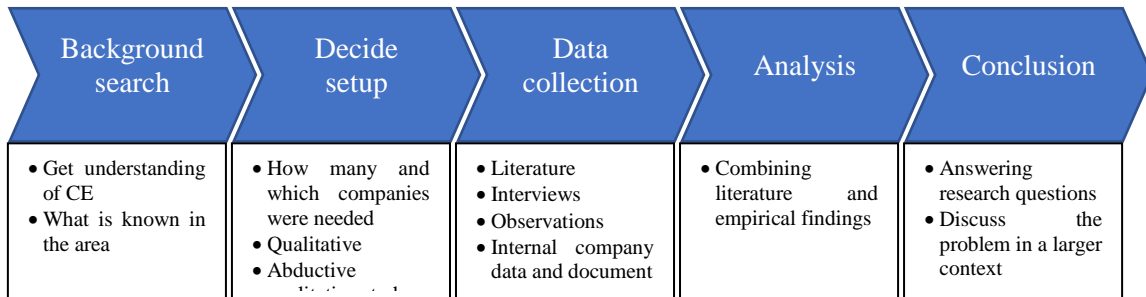 Background
search
Decide
setup
Data
collection
Analysis
Conclusion
• Get understanding
of CE
• What is known in
the area
• How many and
which companies
were needed
• Qualitative
• Abductive
• Literature
• Interviews
• Observations
• Internal company
data and document
• Combining
literature and
empirical findings
• Answering
research questions
• Discuss the
problem in a larger
context